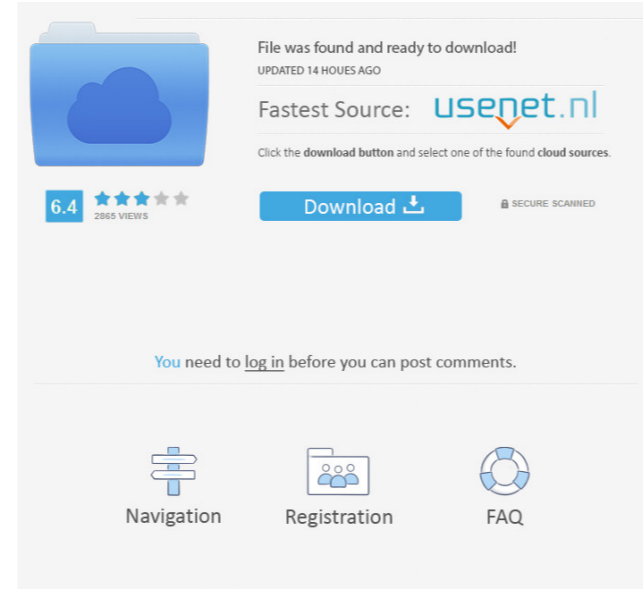 File was found and ready to download!
UPDATED 14 HOUES AGO
Fastest Source: usenet.nl
Click the download button and select one of the found cloud sources.
6.4
2865 VIEWS
Download
SECURE SCANNED
You need to log in before you can post comments.
Navigation
Registration
FAQ